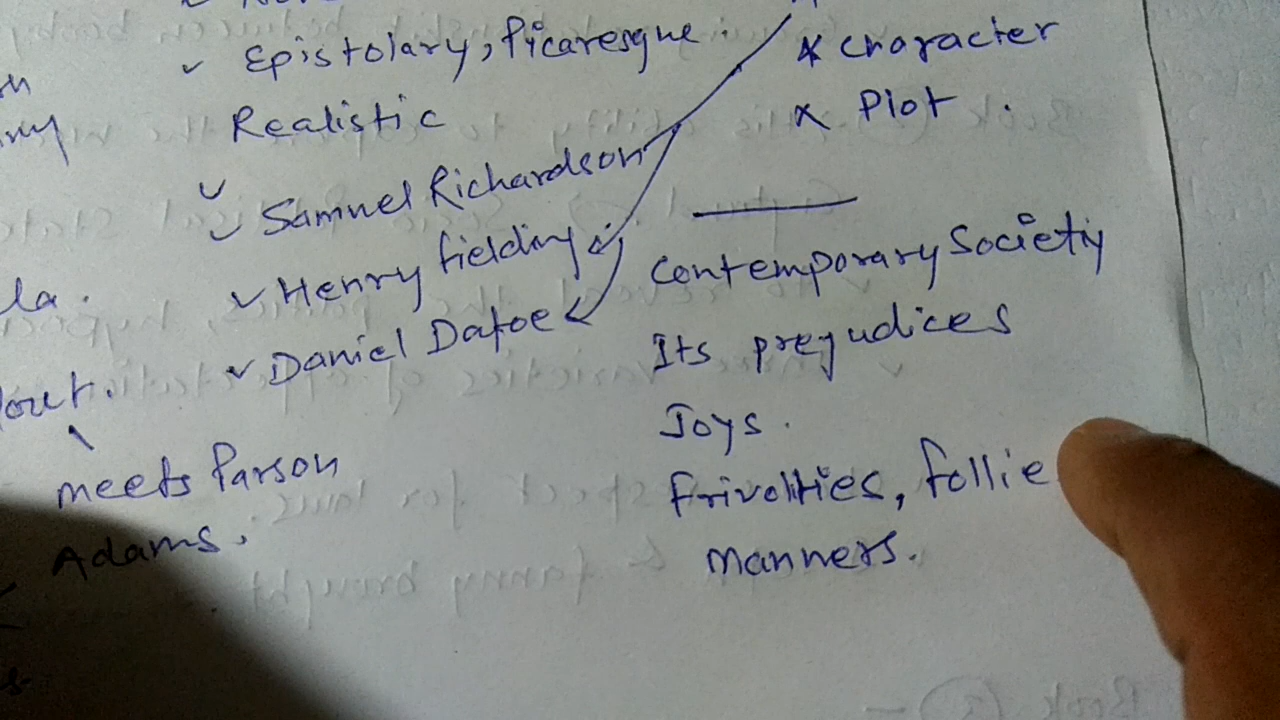 Epistolary, Picaresque.
Realistic
Samuel Richardson
Henry fielding
Daniel Dafoe
meets Parson
Adams.
* character
x Plot .
Contemporary Society
Its prejudices
Joys.
Frivolities, follie
manners.